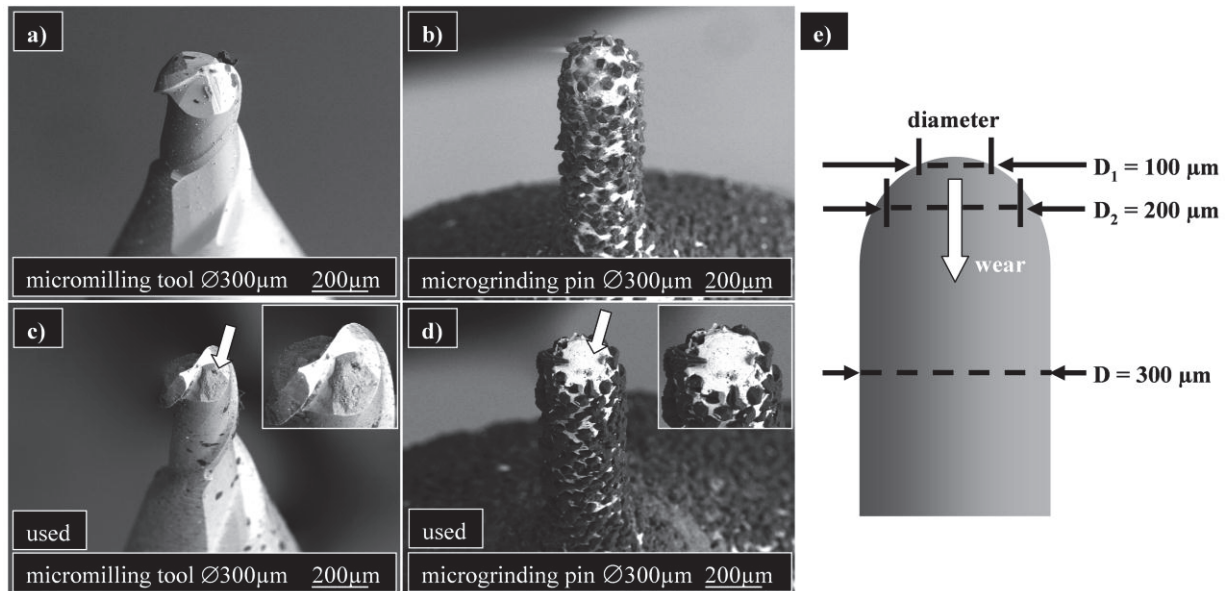 a)
micromilling tool ∅300µm 200µm
b)
microgrinding pin ∅300µm 200µm
c)
used
micromilling tool ∅300µm 200µm
d)
used
microgrinding pin ∅300µm 200µm
e)
diameter
D₁ = 100 µm
D₂ = 200 µm
wear
D = 300 µm